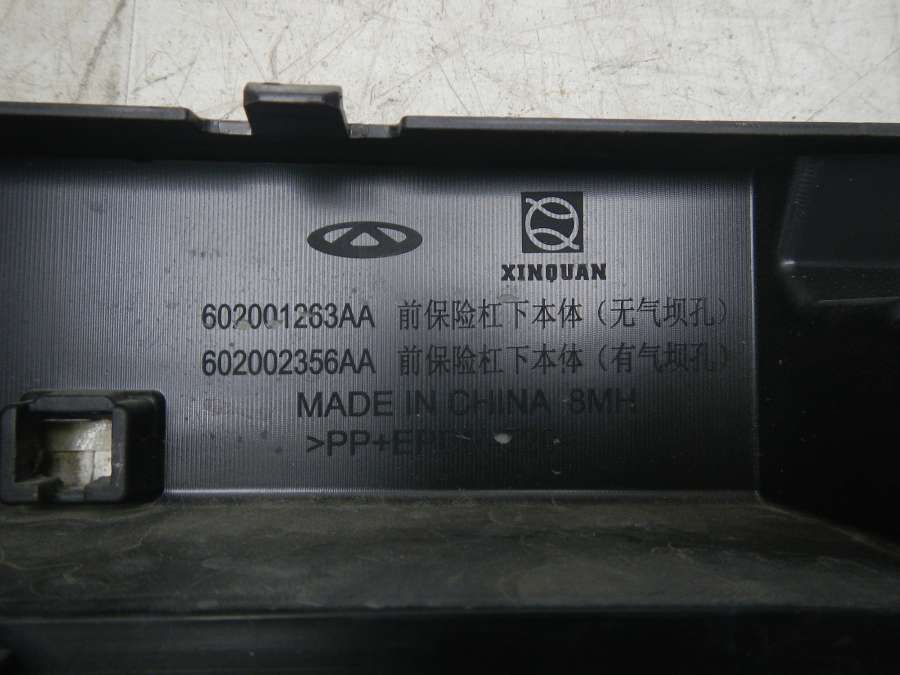 XINQUAN
602001263AA 前保险杠下本体（无气坝孔）
602002356AA 前保险杠下本体（有气坝孔）
MADE IN CHINA 8MH